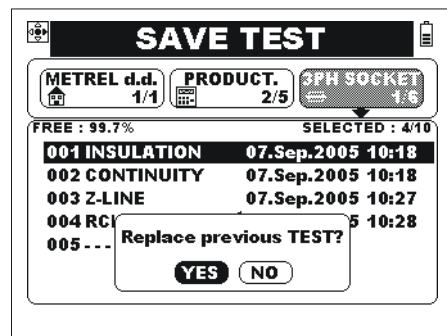 SAVE TEST
METREL d.d. PRODUCT. 3PH SOCKET
1/1 2/5 1/6
FREE : 99.7% SELECTED : 4/10
001 INSULATION 07.Sep.2005 10:18
002 CONTINUITY 07.Sep.2005 10:18
003 Z-LINE 07.Sep.2005 10:27
004 5 10:28
005 - - -
Replace previous TEST?
YES NO